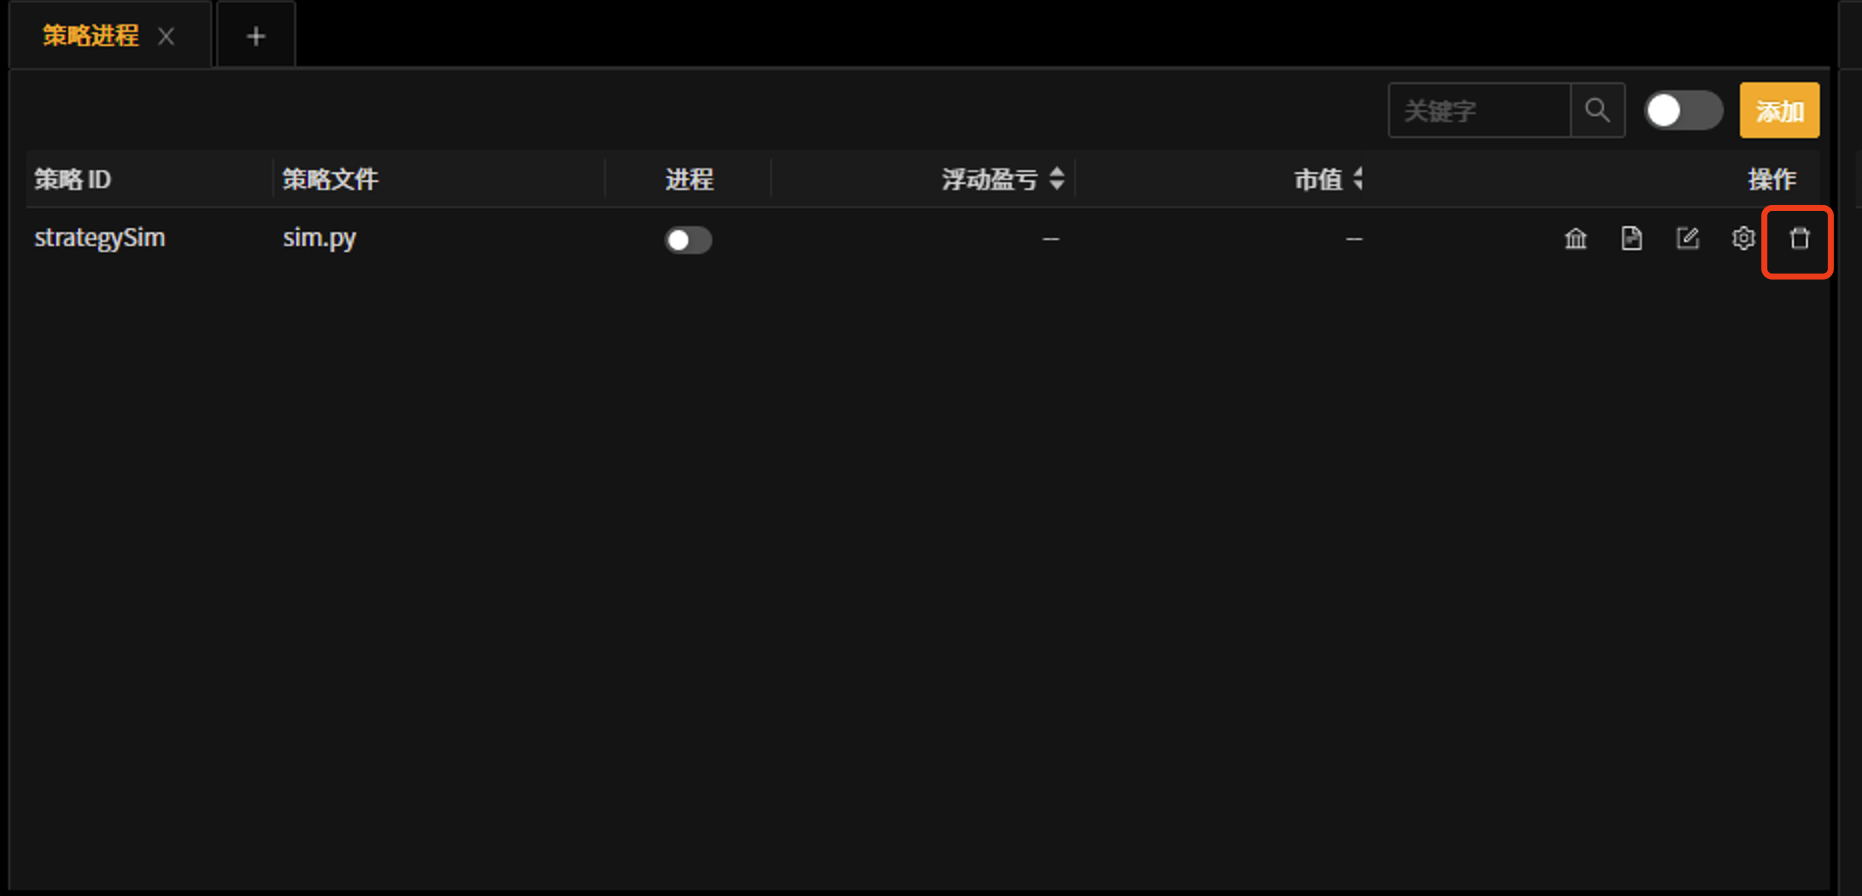 策略进程
关键字 添加
策略 ID 策略文件 进程 浮动盈亏 市值 操作
strategySim sim.py — —